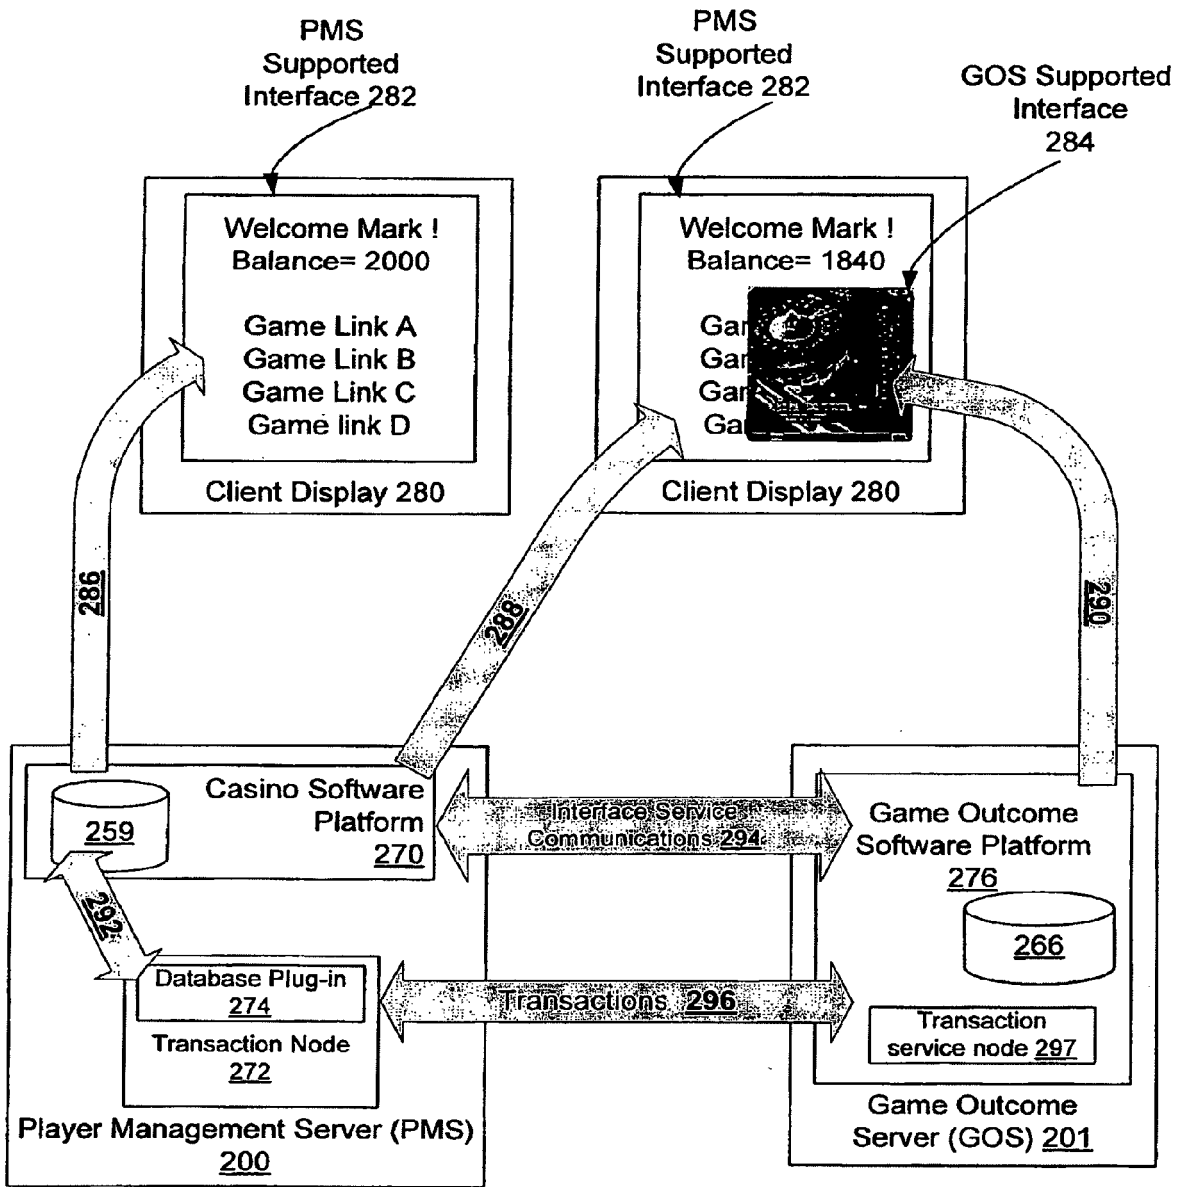 PMS
Supported
Interface 282
PMS
Supported
Interface 282
GOS Supported
Interface
284
Welcome Mark !
Balance= 2000
Game Link A
Game Link B
Game Link C
Game link D
Client Display 280
Welcome Mark !
Balance= 1840
Gar
Gar
Gar
Ga
Client Display 280
286
288
290
Casino Software
Platform
270
259
292
Database Plug-in
274
Transaction Node
272
Player Management Server (PMS)
200
Interface Service
Communications 294
Transactions 296
Game Outcome
Software Platform
276
266
Transaction
service node 297
Game Outcome
Server (GOS) 201